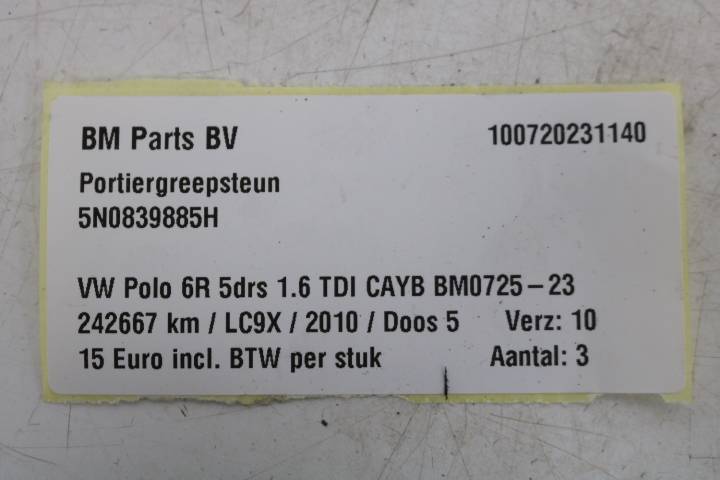 BM Parts BV 100720231140
Portiergreepsteun
5N0839885H
VW Polo 6R 5drs 1.6 TDI CAYB BM0725-23
242667 km / LC9X / 2010 / Doos 5 Verz: 10
15 Euro incl. BTW per stuk Aantal: 3